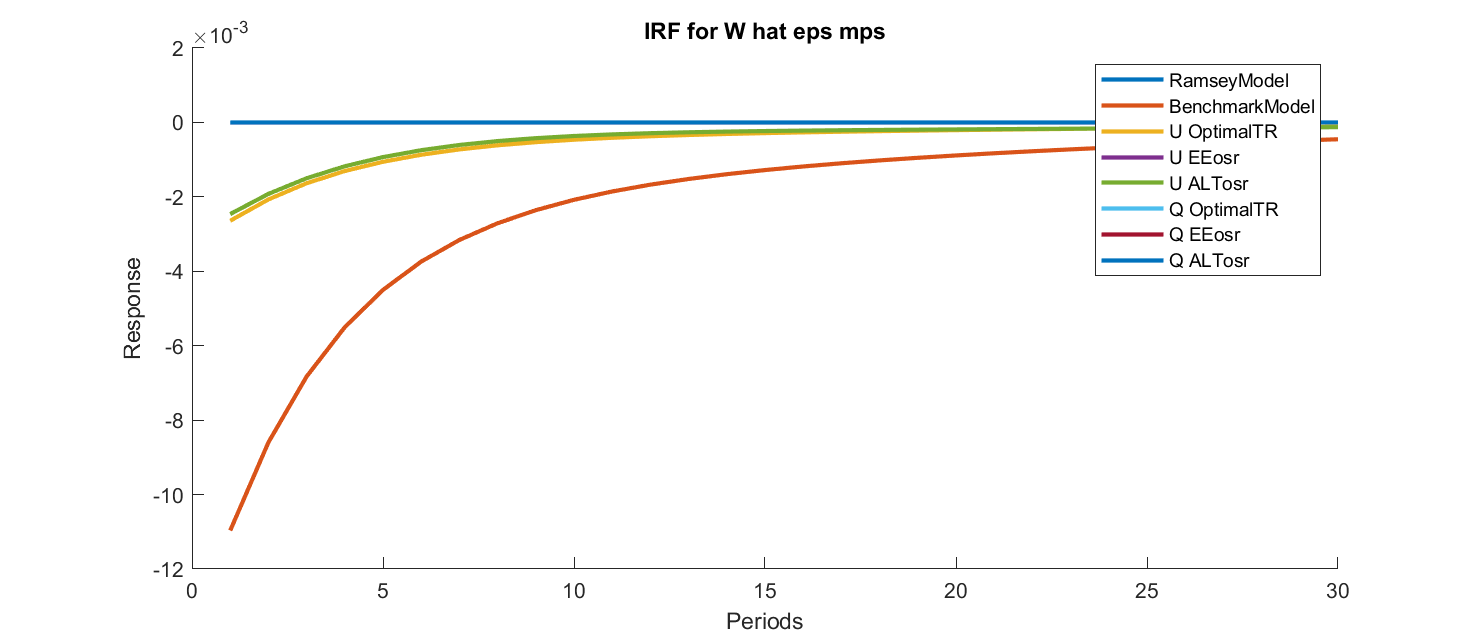 IRF for W hat eps mps
×10-3
2
0
-2
-4
-6
-8
-10
-12
Response
0
5
10
15
20
25
30
Periods
RamseyModel
BenchmarkModel
U OptimalTR
U EEosr
U ALTosr
Q OptimalTR
Q EEosr
Q ALTosr